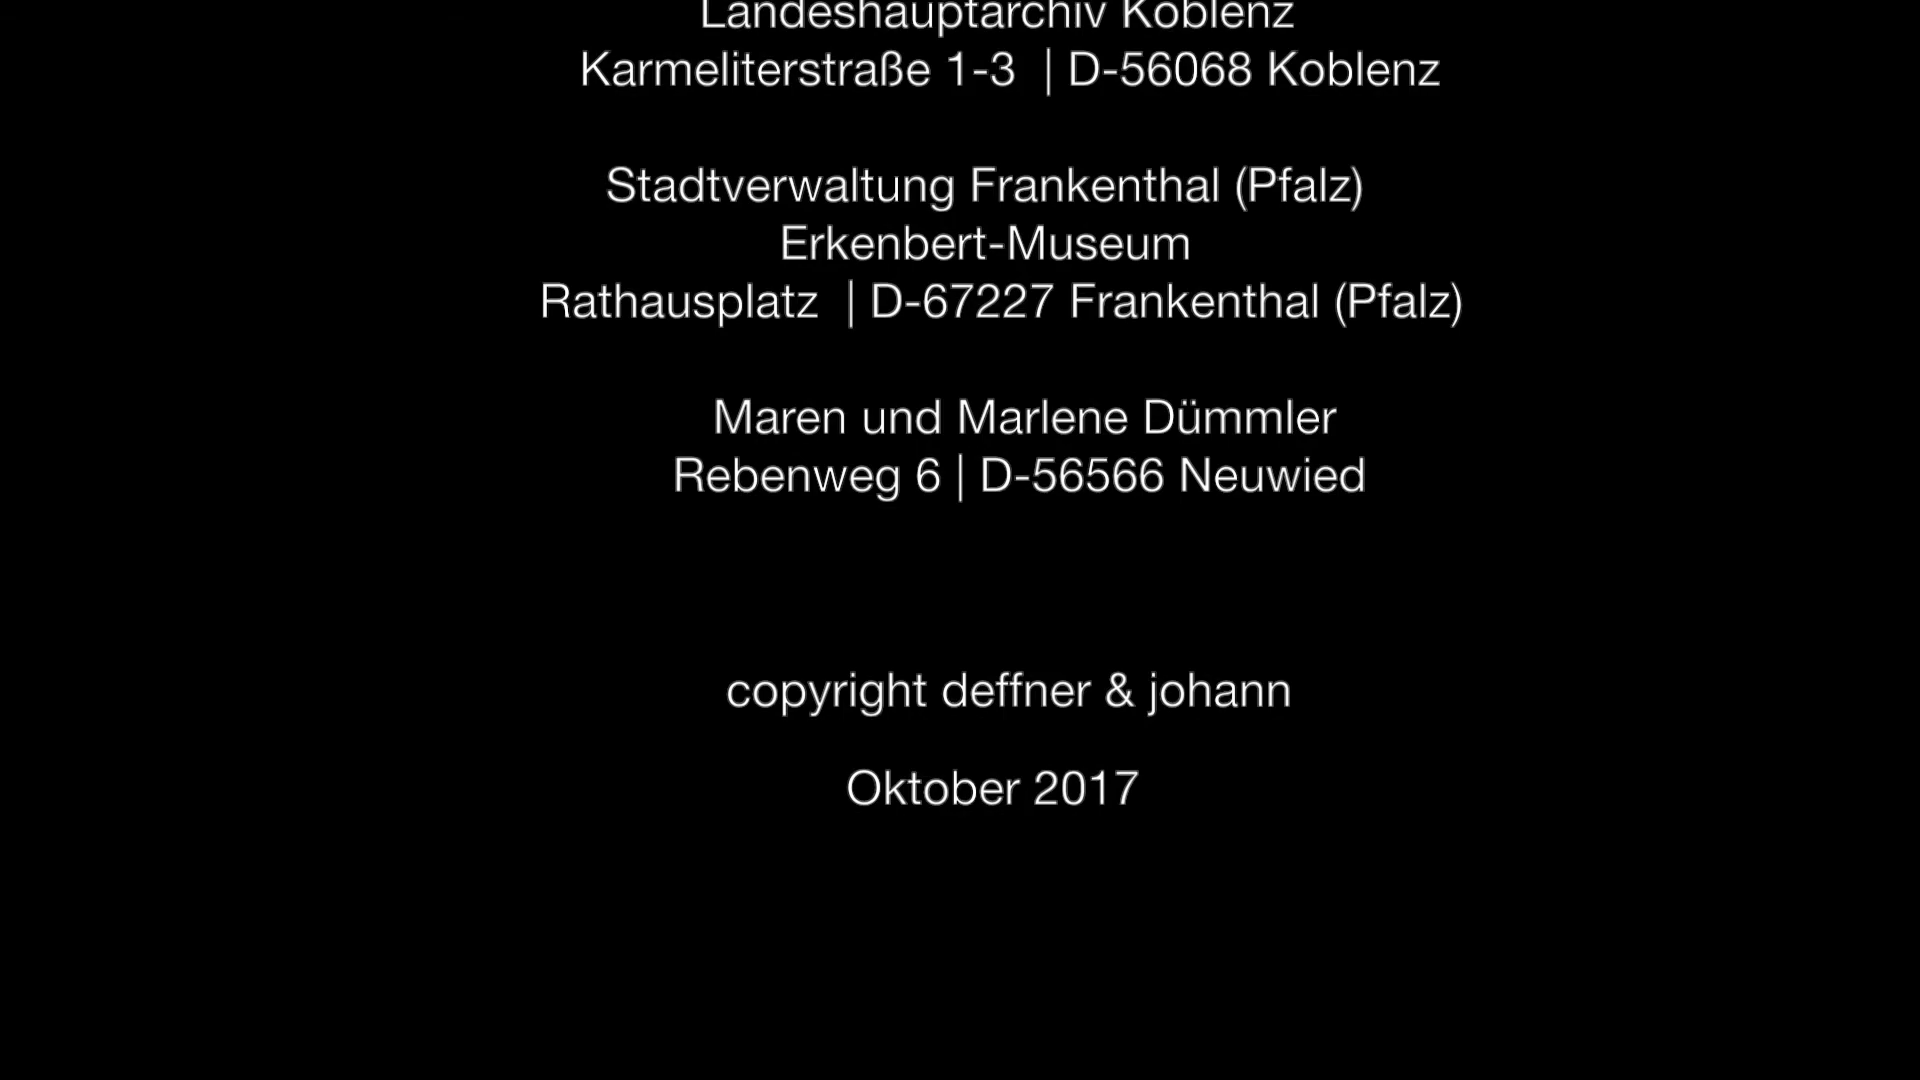 Landeshauptarchiv Koblenz
Karmeliterstraße 1-3 | D-56068 Koblenz
Stadtverwaltung Frankenthal (Pfalz)
Erkenbert-Museum
Rathausplatz | D-67227 Frankenthal (Pfalz)
Maren und Marlene Dümmler
Rebenweg 6 | D-56566 Neuwied
copyright deffner & johann
Oktober 2017